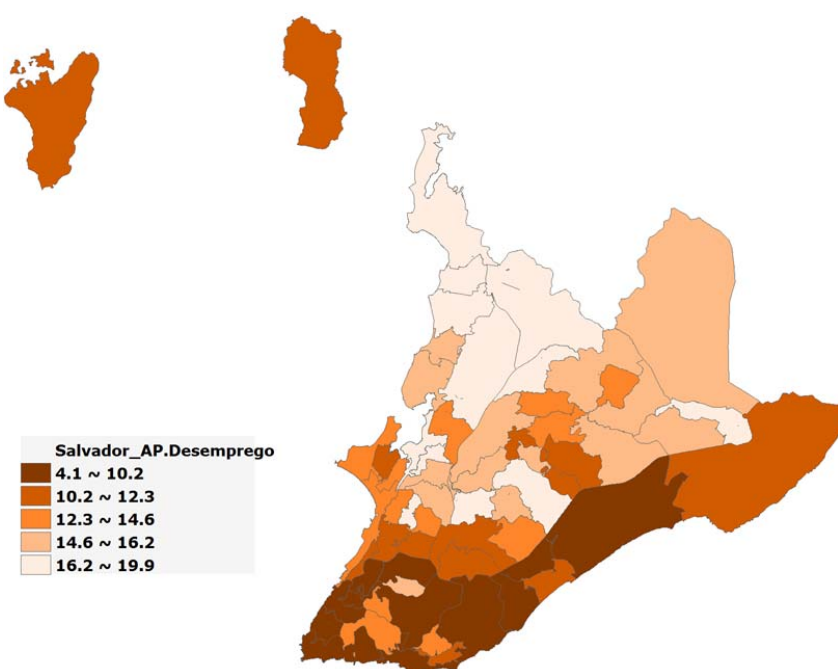 Salvador_AP.Desemprego
4.1 ~ 10.2
10.2 ~ 12.3
12.3 ~ 14.6
14.6 ~ 16.2
16.2 ~ 19.9